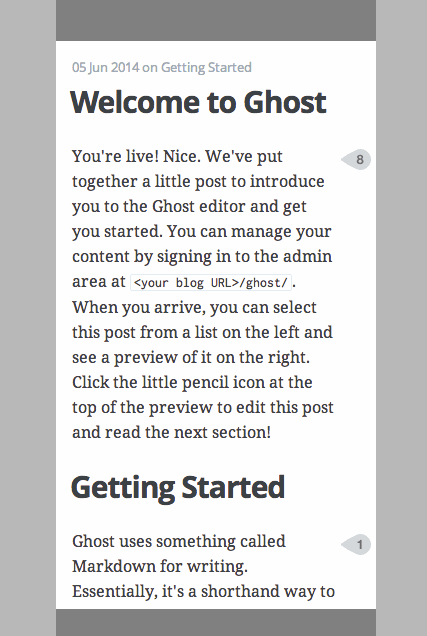 05 Jun 2014 on Getting Started
Welcome to Ghost
You're live! Nice. We've put
8
together a little post to introduce
you to the Ghost editor and get
you started. You can manage your
content by signing in to the admin
area at <your blog URL>/ghost/.
When you arrive, you can select
this post from a list on the left and
see a preview of it on the right.
Click the little pencil icon at the
top of the preview to edit this post
and read the next section!
Getting Started
Ghost uses something called
1
Markdown for writing.
Essentially, it's a shorthand way to